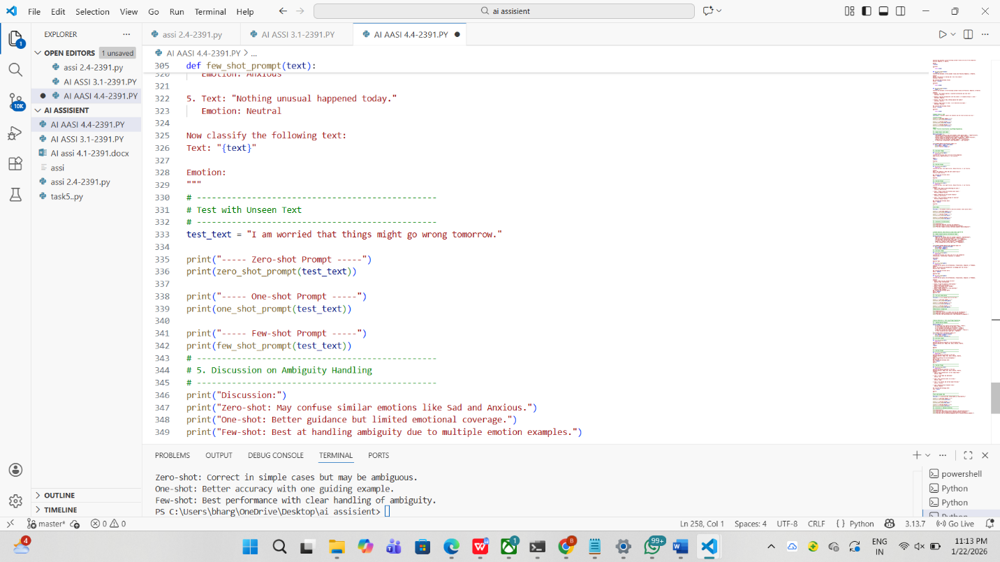 File Edit Selection View Go Run Terminal Help
ai assisient
EXPLORER
OPEN EDITORS 1 unsaved
assi 2.4-2391.py
AI ASSI 3.1-2391.PY
AI AASI 4.4-2391.PY
AI ASSISIENT
AI AASI 4.4-2391.PY
AI ASSI 3.1-2391.PY
AI assi 4.1-2391.docx
assi
assi 2.4-2391.py
task5..py
OUTLINE
TIMELINE
1
10K
assi 2.4-2391.py AI ASSI 3.1-2391.PY AI AASI 4.4-2391.PY
AI AASI 4.4-2391.PY > ...
305 def few_shot_prompt(text):
320 Emotion: Anxious
321
322 5. Text: "Nothing unusual happened today."
323 Emotion: Neutral
324
325 Now classify the following text:
326 Text: "{text}"
327
328 Emotion:
329 """
330 # ----------------------------------------------
331 # Test with Unseen Text
332 # ----------------------------------------------
333 test_text = "I am worried that things might go wrong tomorrow."
334
335 print("----- Zero-shot Prompt -----")
336 print(zero_shot_prompt(test_text))
337
338 print("----- One-shot Prompt -----")
339 print(one_shot_prompt(test_text))
340
341 print("----- Few-shot Prompt -----")
342 print(few_shot_prompt(test_text))
343 # ----------------------------------------------
344 # 5. Discussion on Ambiguity Handling
345 # ----------------------------------------------
346 print("Discussion:")
347 print("Zero-shot: May confuse similar emotions like Sad and Anxious.")
348 print("One-shot: Better guidance but limited emotional coverage.")
349 print("Few-shot: Best at handling ambiguity due to multiple emotion examples.")
PROBLEMS OUTPUT DEBUG CONSOLE TERMINAL PORTS
Zero-shot: Correct in simple cases but may be ambiguous.
One-shot: Better accuracy with one guiding example.
Few-shot: Best performance with clear handling of ambiguity.
PS C:\Users\bharg\OneDrive\Desktop\ai assisient>
powershell
Python
Python
Python
master* 0 0 Ln 258, Col 1 Spaces: 4 UTF-8 CRLF { } Python 3.13.7 Go Live
4
1
B
99+
ENG
IN
11:13 PM
1/22/2026